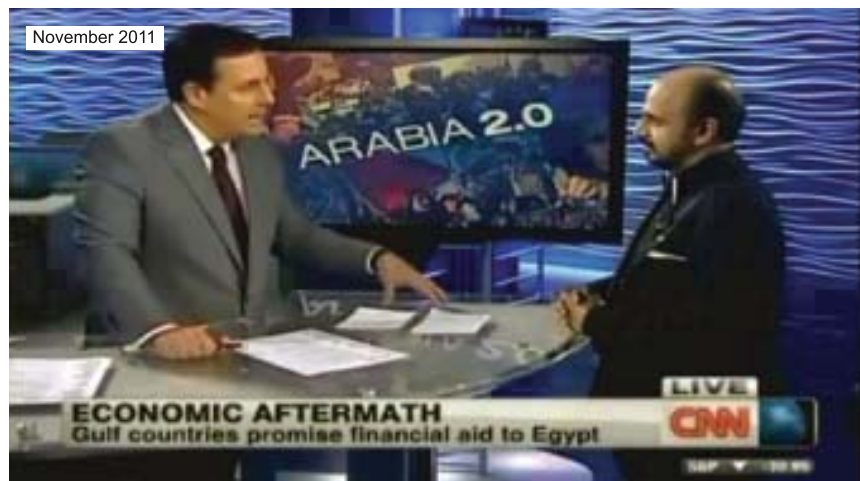 November 2011
ARABIA 2.0
ECONOMIC AFTERMATH
Gulf countries promise financial aid to Egypt
LIVE
CNN
S&P ▼